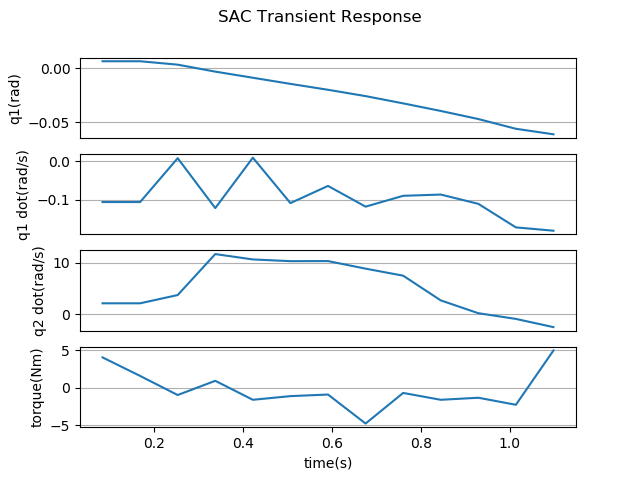 SAC Transient Response
q1(rad)
0.00
−0.05
q1 dot(rad/s)
0.0
−0.1
q2 dot(rad/s)
10
0
torque(Nm)
5
0
−5
0.2 0.4 0.6 0.8 1.0
time(s)